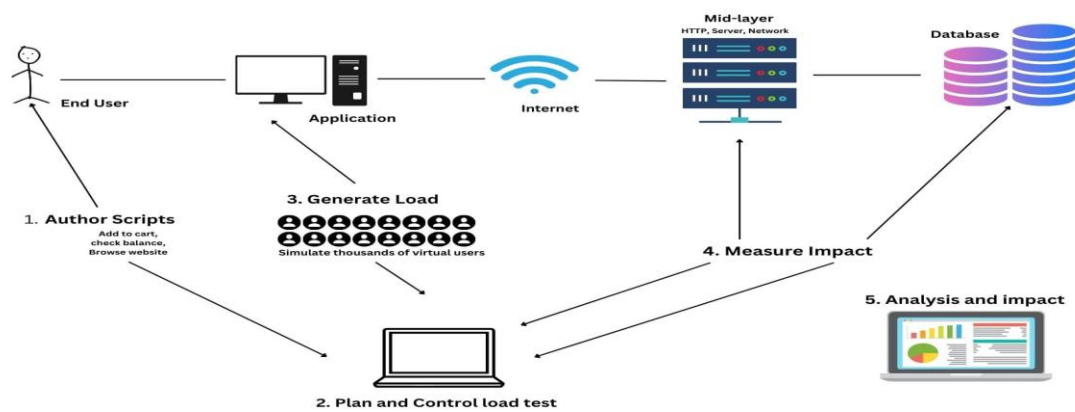 Mid-layer
HTTP, Server, Network
Database
End User
Application
Internet
1. Author Scripts
Add to cart,
check balance,
Browse website
3. Generate Load
Simulate thousands of virtual users
4. Measure Impact
5. Analysis and impact
2. Plan and Control load test